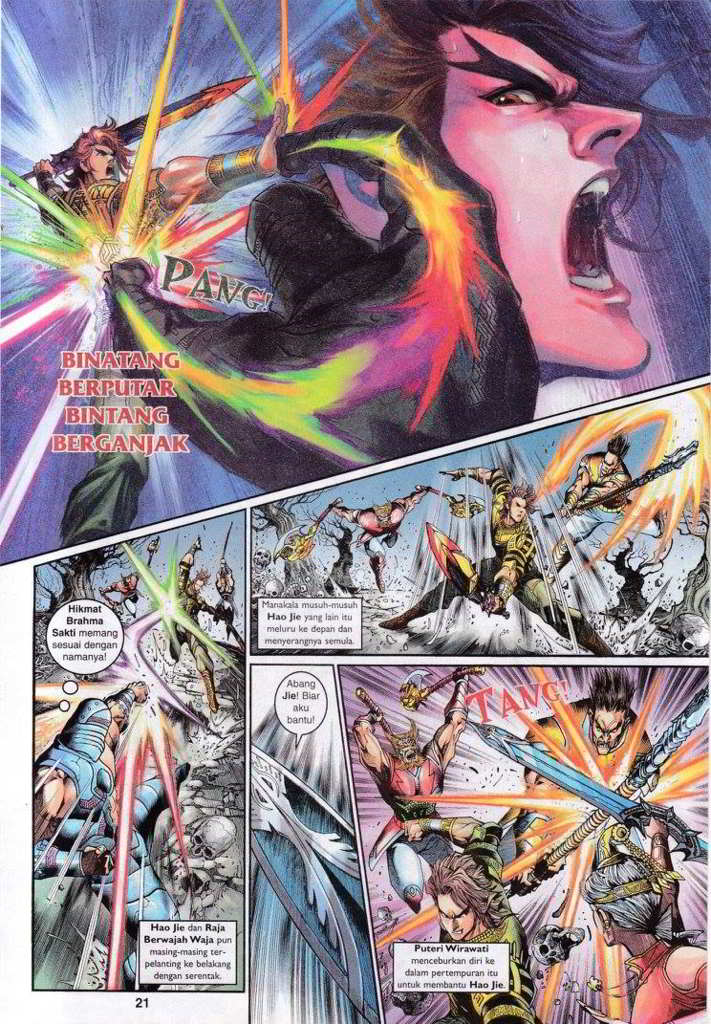 PANG!
BINATANG
BERPUTAR
BINTANG
BERGANJAK
Hikmat
Brahma
Sakti memang
sesuai dengan
namanya!
Hao Jie dan Raja
Berwajah Waja pun
masing-masing ter-
pelanting ke belakang
dengan serentak.
Manakala musuh-musuh
Hao Jie yang lain itu
meluru ke depan dan
menyerangnya semula.
Abang
Jie! Biar
aku
bantu!
TANG!
Puteri Wirawati
menceburkan diri ke
dalam pertempuran itu
untuk membantu Hao Jie.
21